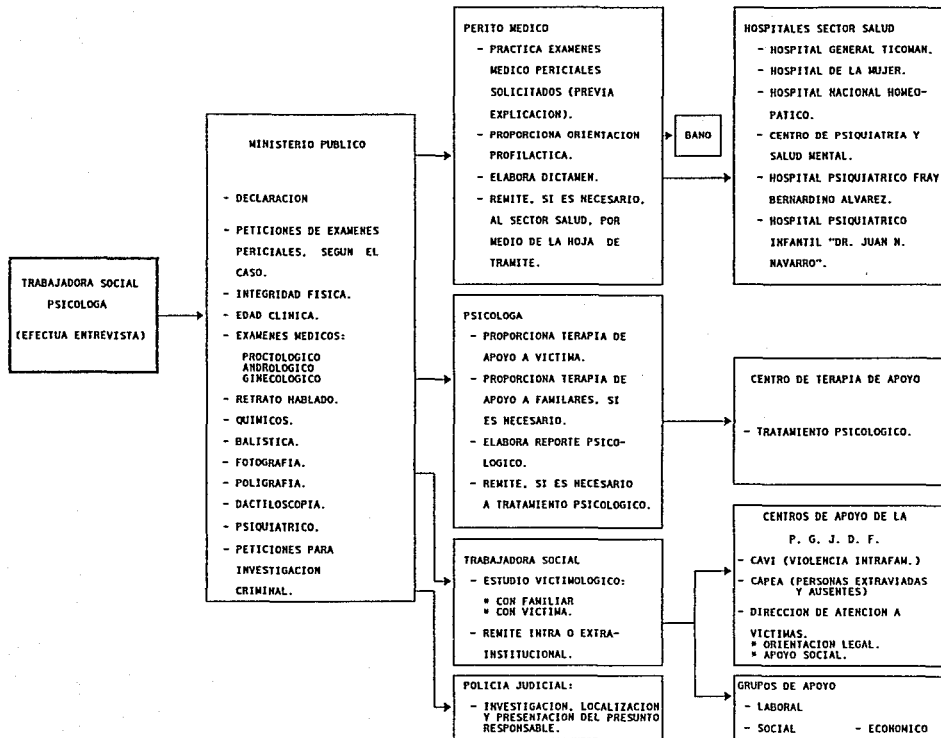 TRABAJADORA SOCIAL
PSICOLOGA
(EFECTUA ENTREVISTA)
MINISTERIO PUBLICO
- DECLARACION
- PETICIONES DE EXAMENES
PERICIALES, SEGUN EL
CASO.
- INTEGRIDAD FISICA.
- EDAD CLINICA.
- EXAMENES MEDICOS:
PROCTOLOGICO
ANDROLOGICO
GINECOLOGICO
- RETRATO HABLADO.
- QUIMICOS.
- BALISTICA.
- FOTOGRAFIA.
- POLIGRAFIA.
- DACTILOSCOPIA.
- PSIQUIATRICO.
- PETICIONES PARA
INVESTIGACION
CRIMINAL.
PERITO MEDICO
- PRACTICA EXAMENES
MEDICO PERICIALES
SOLICITADOS (PREVIA
EXPLICACION).
- PROPORCIONA ORIENTACION
PROFILACTICA.
- ELABORA DICTAMEN.
- REMITE, SI ES NECESARIO,
AL SECTOR SALUD, POR
MEDIO DE LA HOJA DE
TRAMITE.
BANO
HOSPITALES SECTOR SALUD
- HOSPITAL GENERAL TICOMAN.
- HOSPITAL DE LA MUJER.
- HOSPITAL NACIONAL HOMEO-
PATICO.
- CENTRO DE PSIQUIATRIA Y
SALUD MENTAL.
- HOSPITAL PSIQUIATRICO FRAY
BERNARDINO ALVAREZ.
- HOSPITAL PSIQUIATRICO
INFANTIL "DR. JUAN N.
NAVARRO".
PSICOLOGA
- PROPORCIONA TERAPIA DE
APOYO A VICTIMA.
- PROPORCIONA TERAPIA DE
APOYO A FAMILARES, SI
ES NECESARIO.
- ELABORA REPORTE PSICO-
LOGICO.
- REMITE, SI ES NECESARIO
A TRATAMIENTO PSICOLOGICO.
CENTRO DE TERAPIA DE APOYO
- TRATAMIENTO PSICOLOGICO.
TRABAJADORA SOCIAL
- ESTUDIO VICTIMOLOGICO:
* CON FAMILIAR
* CON VICTIMA.
- REMITE INTRA O EXTRA-
INSTITUCIONAL.
CENTROS DE APOYO DE LA
P. G. J. D. F.
- CAVI (VIOLENCIA INTRAFAM.)
- CAPEA (PERSONAS EXTRAVIADAS
Y AUSENTES)
- DIRECCION DE ATENCION A
VICTIMAS.
* ORIENTACION LEGAL.
* APOYO SOCIAL.
POLICIA JUDICIAL:
- INVESTIGACION, LOCALIZACION
Y PRESENTACION DEL PRESUNTO
RESPONSABLE.
GRUPOS DE APOYO
- LABORAL
- SOCIAL - ECONOMICO